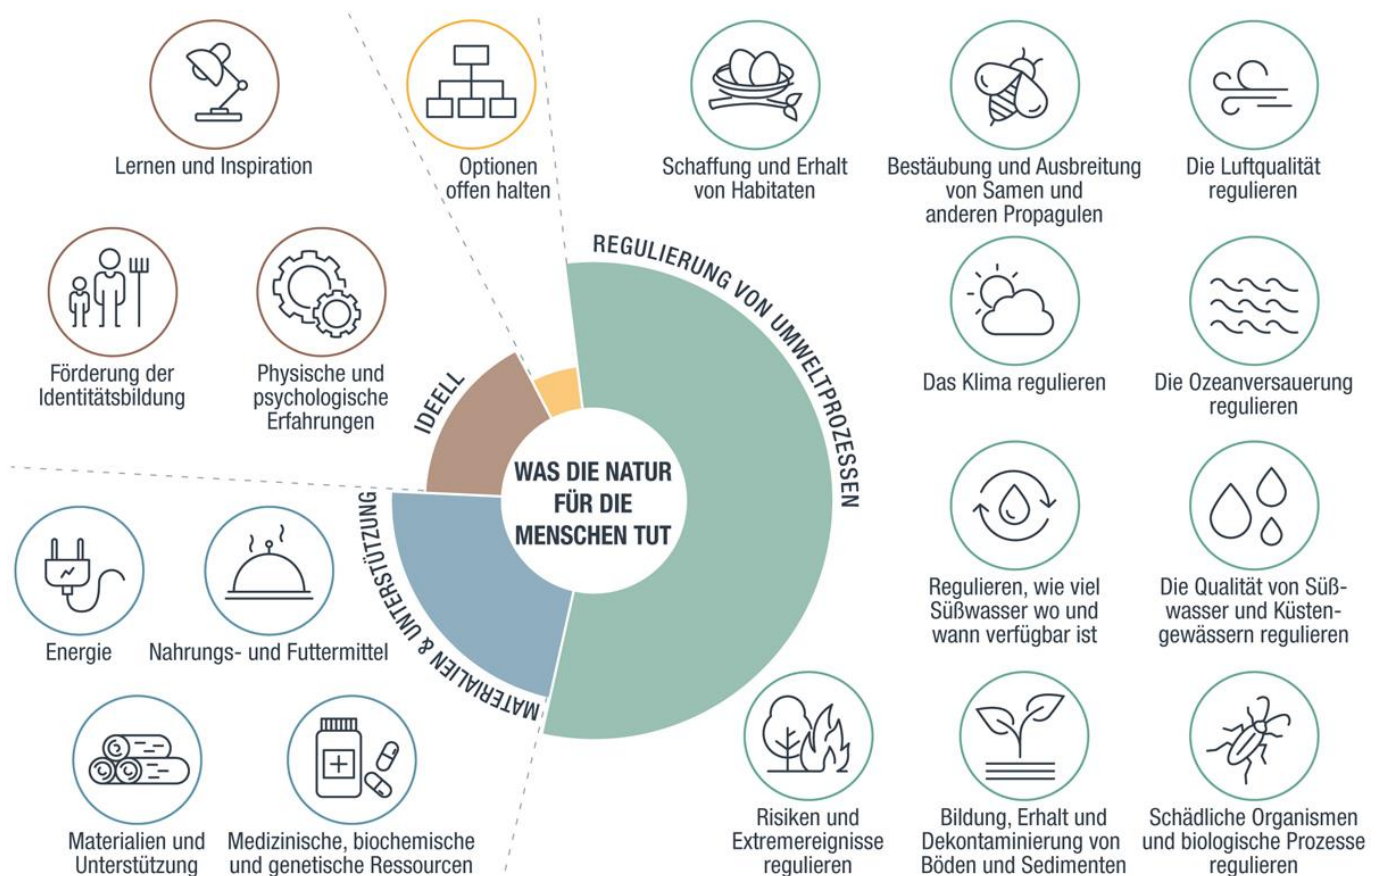 Lernen und Inspiration
Optionen
offen halten
Schaffung und Erhalt
von Habitaten
Bestäubung und Ausbreitung
von Samen und
anderen Propagulen
Die Luftqualität
regulieren
Förderung der
Identitätsbildung
Physische und
psychologische
Erfahrungen
IDEELL
REGULIERUNG VON UMWELTPROZESSEN
Das Klima regulieren
Die Ozeanversauerung
regulieren
WAS DIE NATUR
FÜR DIE
MENSCHEN TUT
MATERIALIEN & UNTERSTÜTZUNG
Energie
Nahrungs- und Futtermittel
Regulieren, wie viel
Süßwasser wo und
wann verfügbar ist
Die Qualität von Süß-
wasser und Küsten-
gewässern regulieren
Materialien und
Unterstützung
Medizinische, biochemische
und genetische Ressourcen
Risiken und
Extremereignisse
regulieren
Bildung, Erhalt und
Dekontaminierung von
Böden und Sedimenten
Schädliche Organismen
und biologische Prozesse
regulieren